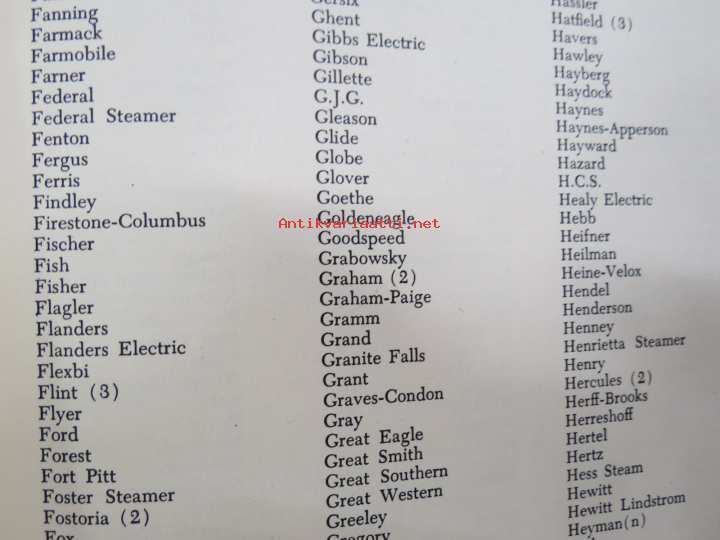 Fanning
Farmack
Farmobile
Farner
Federal
Federal Steamer
Fenton
Fergus
Ferris
Findley
Firestone-Columbus
Fischer
Fish
Fisher
Flagler
Flanders
Flanders Electric
Flexbi
Flint (3)
Flyer
Ford
Forest
Fort Pitt
Foster Steamer
Fostoria (2)
Fox
Ghent
Gibbs Electric
Gibson
Gillette
G.J.G.
Gleason
Glide
Globe
Glover
Goethe
Goldeneagle
Goodspeed
Grabowsky
Graham (2)
Graham-Paige
Gramm
Grand
Granite Falls
Grant
Graves-Condon
Gray
Great Eagle
Great Smith
Great Southern
Great Western
Greeley
Gregory
Hassler
Hatfield (3)
Havers
Hawley
Hayberg
Haydock
Haynes
Haynes-Apperson
Hayward
Hazard
H.C.S.
Healy Electric
Hebb
Heifner
Heilman
Heine-Velox
Hendel
Henderson
Henney
Henrietta Steamer
Henry
Hercules (2)
Herff-Brooks
Herreshoff
Hertel
Hertz
Hess Steam
Hewitt
Hewitt Lindstrom
Heyman(n)
Antikvariaatti.net